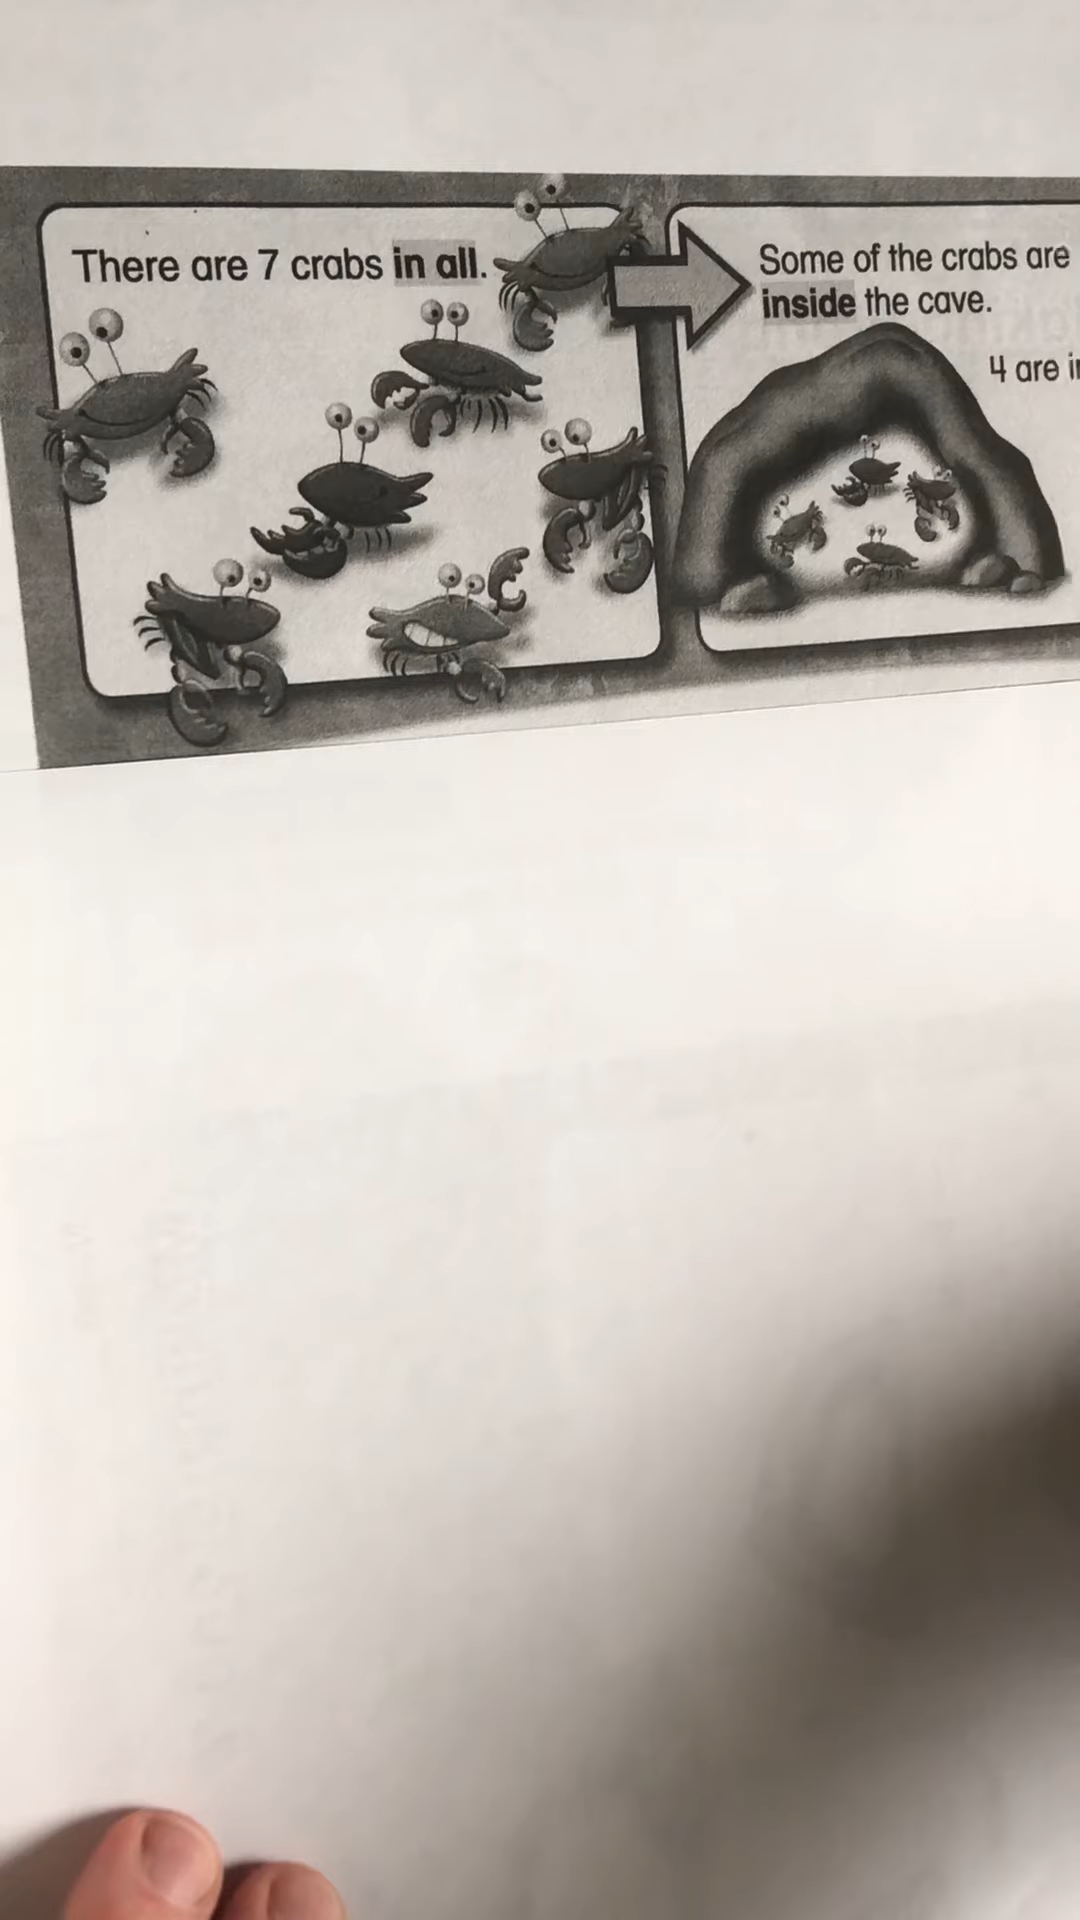 There are 7 crabs in all.
Some of the crabs are
inside the cave.
4 are